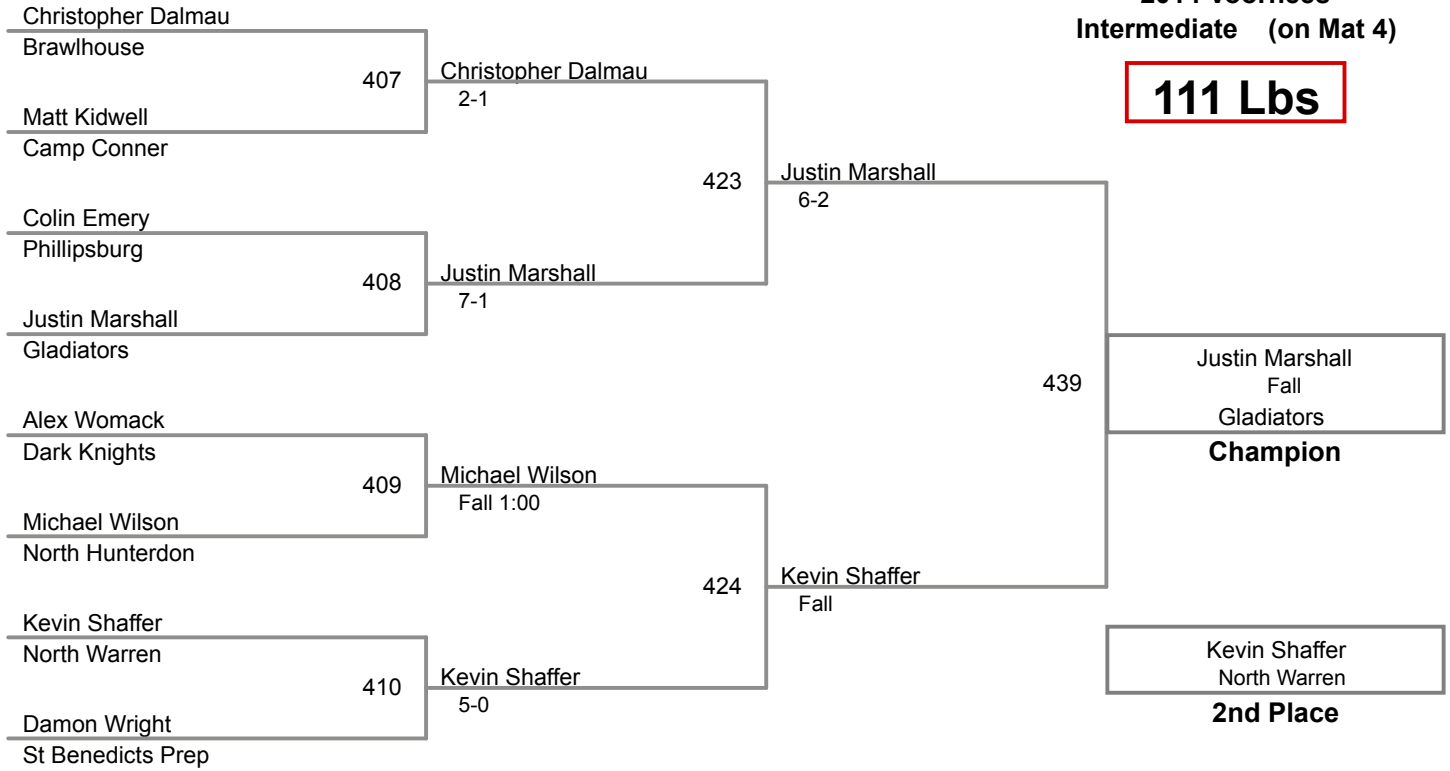 Intermediate (on Mat 4)
111 Lbs
Christopher Dalmau
Brawlhouse
407
Matt Kidwell
Camp Conner
Colin Emery
Phillipsburg
408
Justin Marshall
Gladiators
Alex Womack
Dark Knights
409
Michael Wilson
North Hunterdon
Kevin Shaffer
North Warren
410
Damon Wright
St Benedicts Prep
Christopher Dalmau
2-1
423
Justin Marshall
7-1
Michael Wilson
Fall 1:00
424
Kevin Shaffer
5-0
Justin Marshall
6-2
439
Kevin Shaffer
Fall
Justin Marshall
Fall
Gladiators
Champion
Kevin Shaffer
North Warren
2nd Place